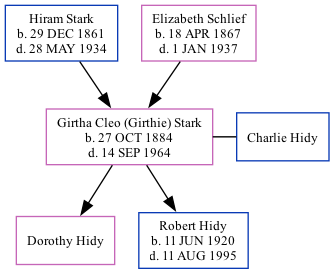 Hiram Stark
b. 29 DEC 1861
d. 28 MAY 1934
Elizabeth Schlief
b. 18 APR 1867
d. 1 JAN 1937
Girtha Cleo (Girthie) Stark
b. 27 OCT 1884
d. 14 SEP 1964
Charlie Hidy
Dorothy Hidy
Robert Hidy
b. 11 JUN 1920
d. 11 AUG 1995